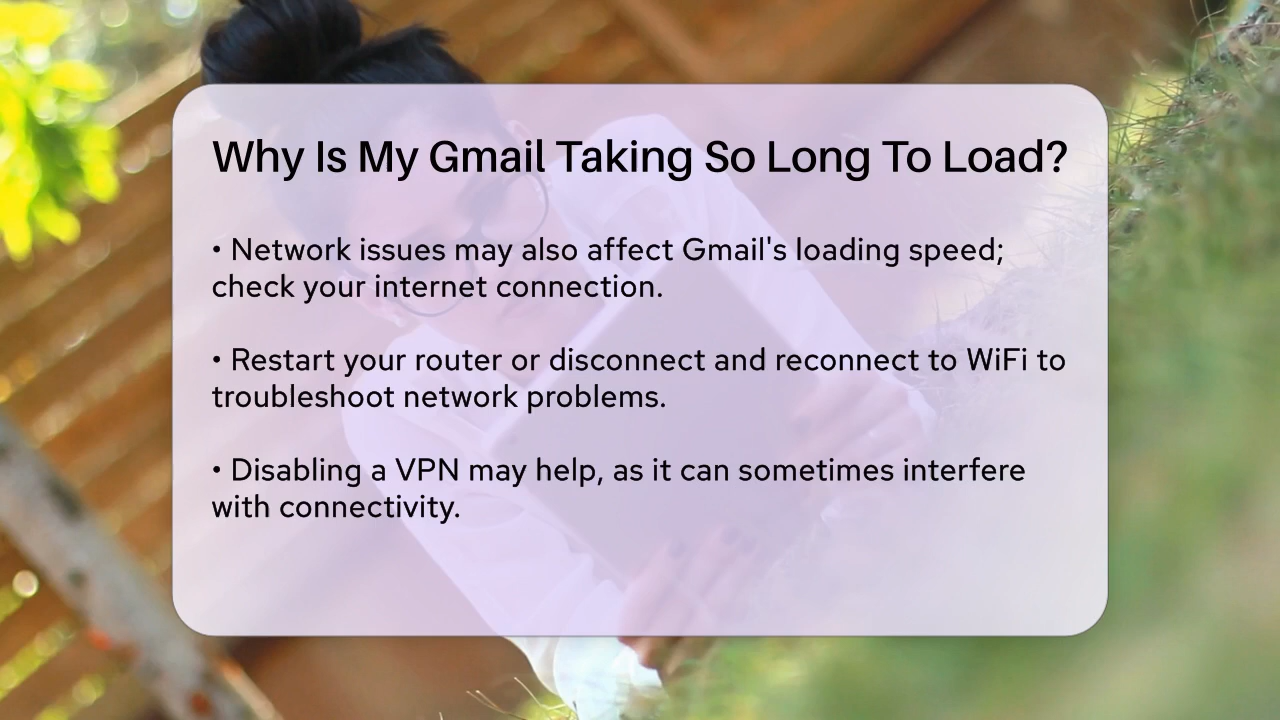 Why Is My Gmail Taking So Long To Load?
• Network issues may also affect Gmail's loading speed;
check your internet connection.
• Restart your router or disconnect and reconnect to WiFi to
troubleshoot network problems.
• Disabling a VPN may help, as it can sometimes interfere
with connectivity.